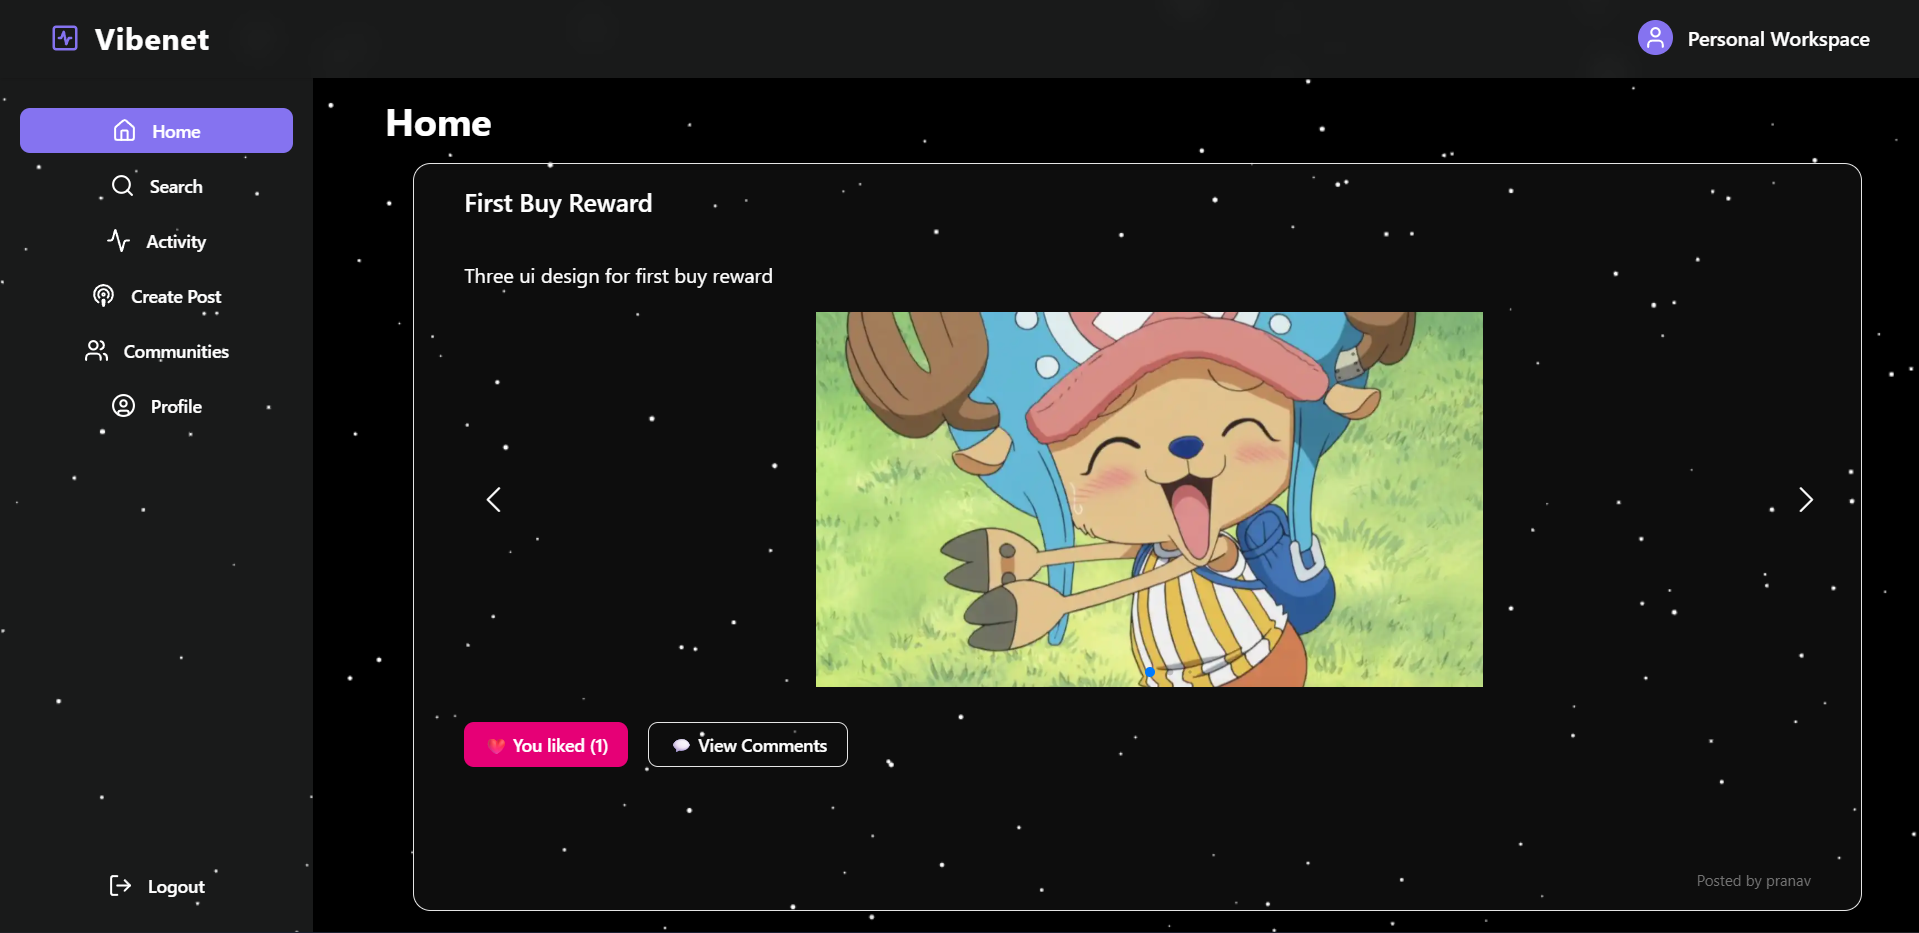 Vibenet
Personal Workspace
Home
Search
Activity
Create Post
Communities
Profile
Logout
Home
First Buy Reward
Three ui design for first buy reward
You liked (1)
View Comments
Posted by pranav